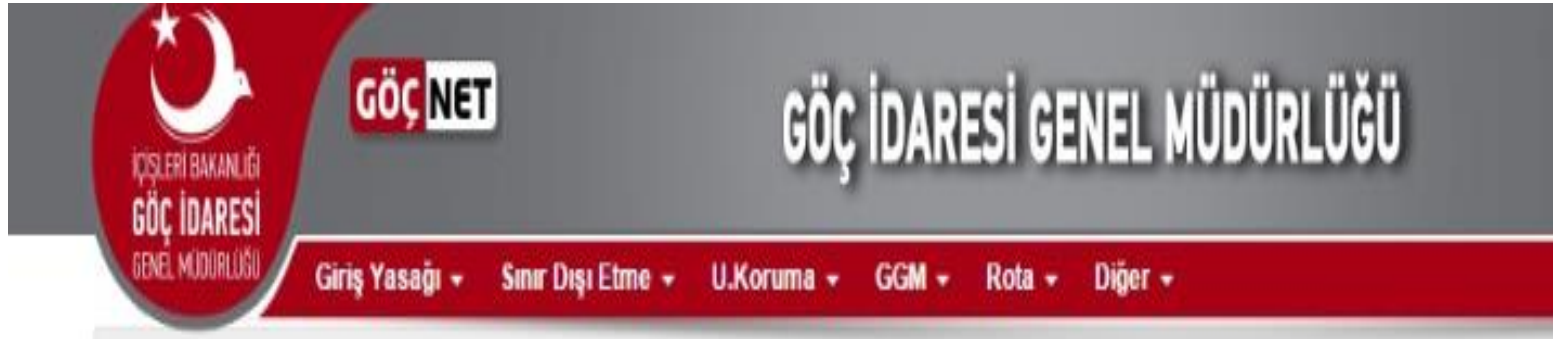 GÖÇ NET
GÖÇ İDARESİ GENEL MÜDÜRLÜĞÜ
İÇİŞLERİ BAKANLIĞI
GÖÇ İDARESİ
GENEL MÜDÜRLÜĞÜ
Giriş Yasağı Sınır Dışı Etme U.Koruma GGM Rota Diğer